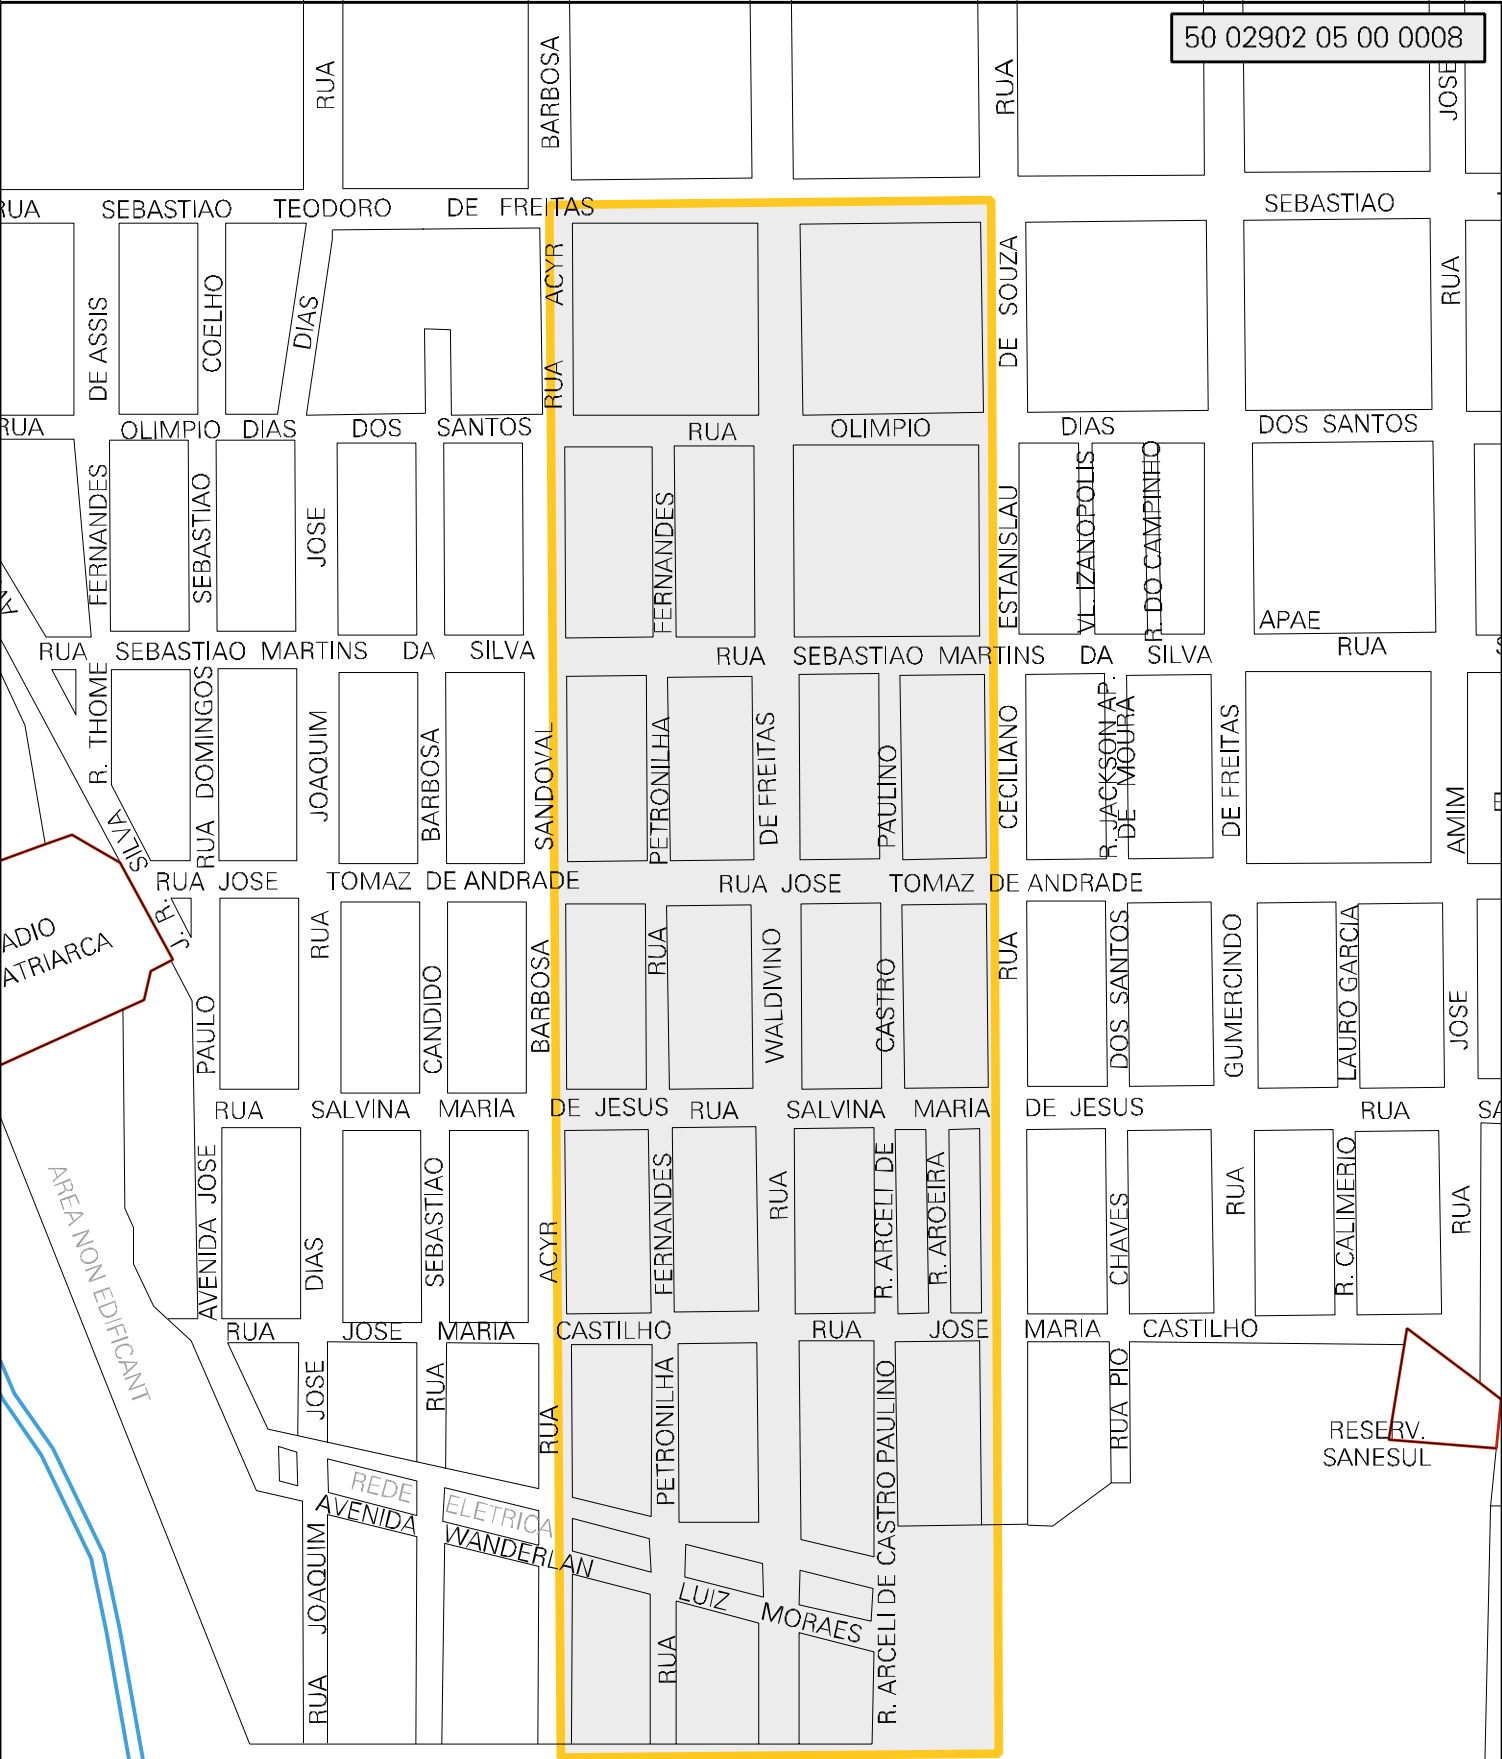 50 02902 05 00 0008
RUA
BARBOSA
RUA
JOSE
RUA SEBASTIAO TEODORO DE FREITAS
SEBASTIAO
DE ASSIS
COELHO
DIAS
RUA ACYR
DE SOUZA
RUA
RUA OLIMPIO DIAS DOS SANTOS
RUA OLIMPIO DIAS DOS SANTOS
FERNANDES
SEBASTIAO
JOSE
FERNANDES
ESTANISLAU
VL. IZANOPOLIS
R. DO CAMPINHO
APAE
RUA SEBASTIAO MARTINS DA SILVA
RUA SEBASTIAO MARTINS DA SILVA
RUA
R. THOME
RUA DOMINGOS
JOAQUIM
BARBOSA
SANDOVAL
PETRONILHA
DE FREITAS
PAULINO
CECILIANO
R. JACKSON AP.
DE MOURA
DE FREITAS
AMIM
SILVA
J. R.
RUA JOSE TOMAZ DE ANDRADE
RUA JOSE TOMAZ DE ANDRADE
ADIO
ATRIARCA
PAULO
RUA
CANDIDO
BARBOSA
RUA
WALDIVINO
CASTRO
RUA
DOS SANTOS
GUMERCINDO
LAURO GARCIA
JOSE
RUA SALVINA MARIA DE JESUS
RUA SALVINA MARIA DE JESUS
RUA SA
AREA NON EDIFICANT
AVENIDA JOSE
DIAS
SEBASTIAO
ACYR
FERNANDES
RUA
R. ARCELI DE
R. AROEIRA
CHAVES
RUA
R. CALIMERIO
RUA
RUA JOSE MARIA CASTILHO
RUA JOSE MARIA CASTILHO
JOSE
RUA
RUA
PETRONILHA
R. ARCELI DE CASTRO PAULINO
RUA PIO
RESERV.
SANESUL
REDE ELETRICA
AVENIDA WANDERLAN LUIZ MORAES
RUA JOAQUIM
RUA